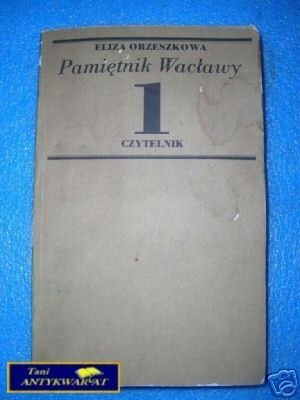 ELIZA ORZESZKOWA
Pamiętnik Wacławy
1
CZYTELNIK
Tani
ANTYKWARIAT